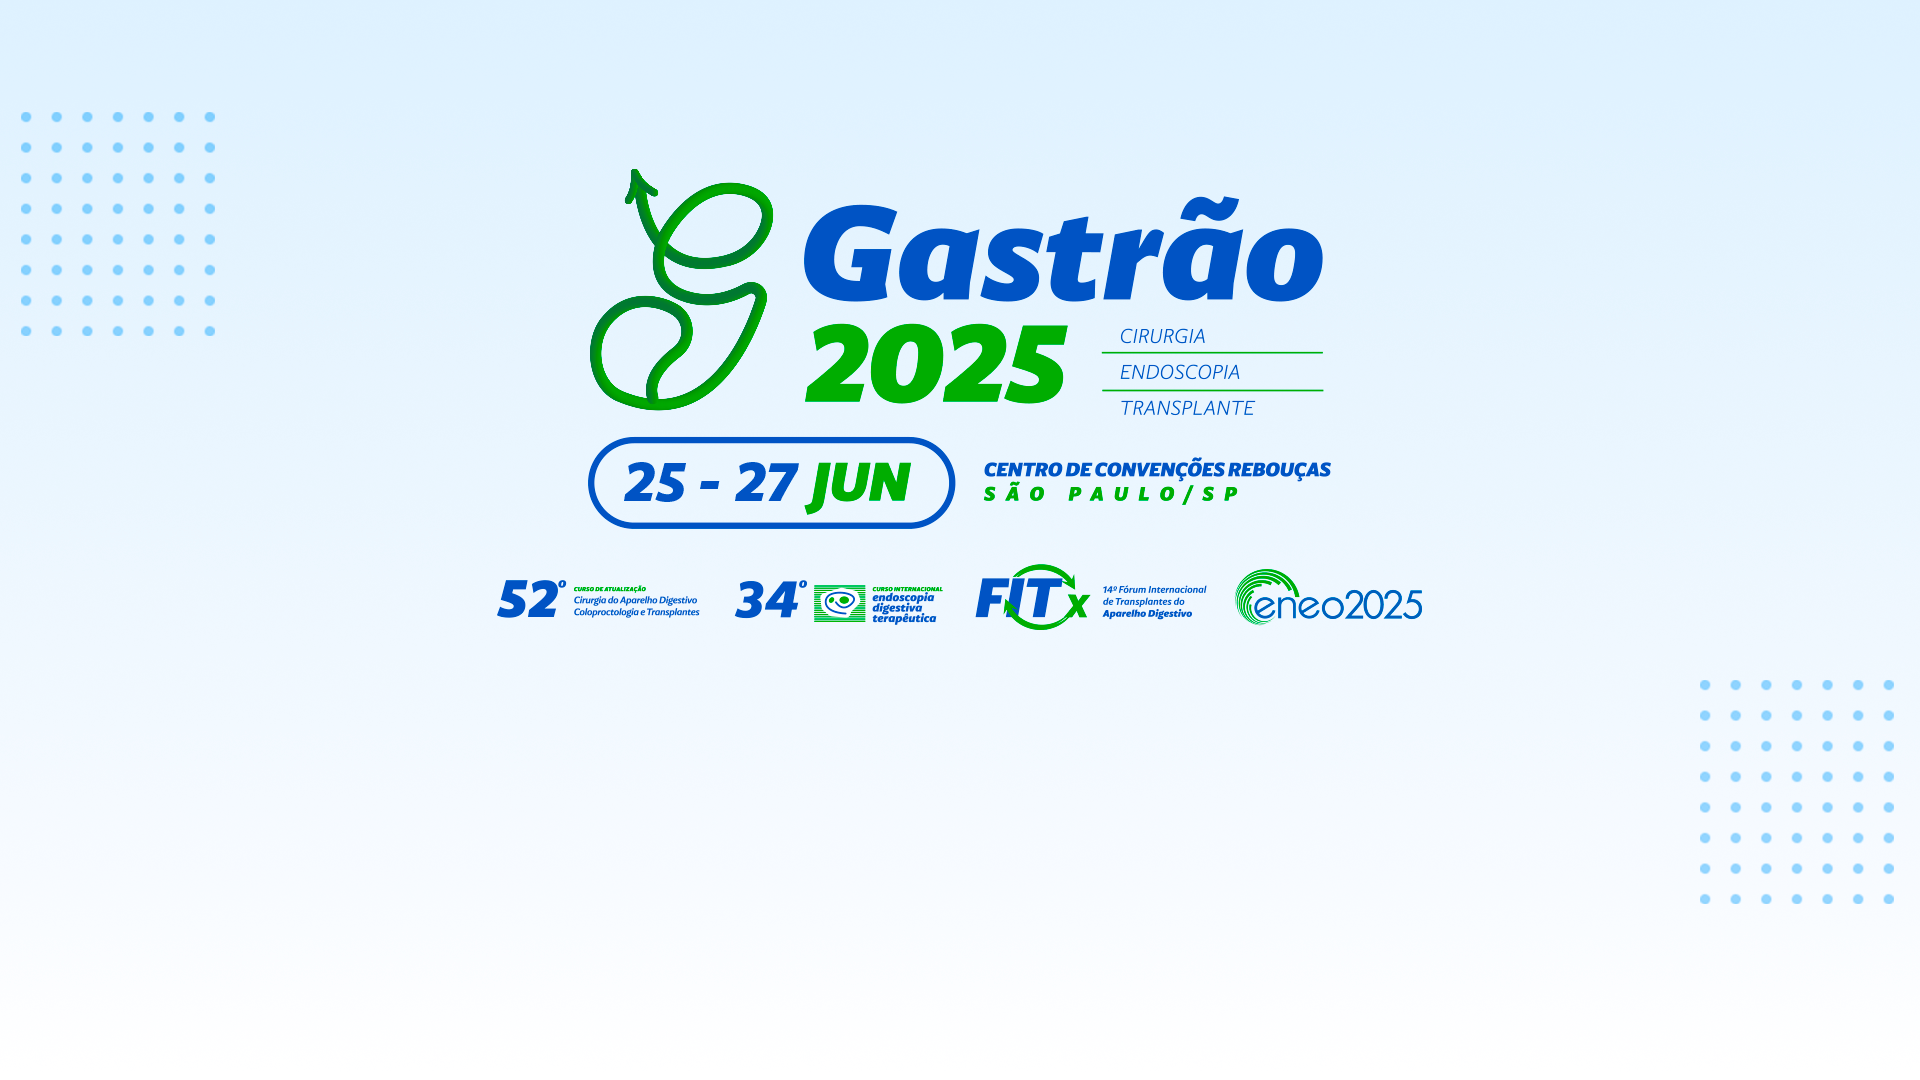 Gastrão
2025
CIRURGIA
ENDOSCOPIA
TRANSPLANTE
25 - 27 JUN
CENTRO DE CONVENÇÕES REBOUÇAS
SÃO PAULO/SP
52º
CURSO DE ATUALIZAÇÃO
Cirurgia do Aparelho Digestivo
Coloproctologia e Transplantes
34º
CURSO INTERNACIONAL
endoscopia
digestiva
terapêutica
FITx
14º Fórum Internacional
de Transplantes do
Aparelho Digestivo
eneo2025